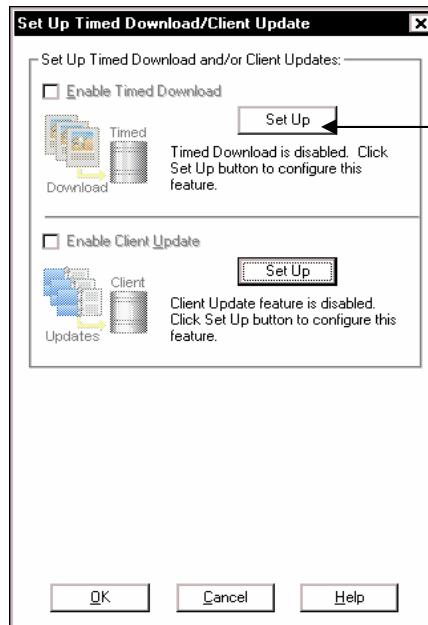 Set Up Timed Download/Client Update
Set Up Timed Download and/or Client Updates:
Enable Timed Download
Set Up
Timed
Download
Timed Download is disabled. Click
Set Up button to configure this
feature.
Enable Client Update
Set Up
Client
Updates
Client Update feature is disabled.
Click Set Up button to configure this
feature.
OK
Cancel
Help